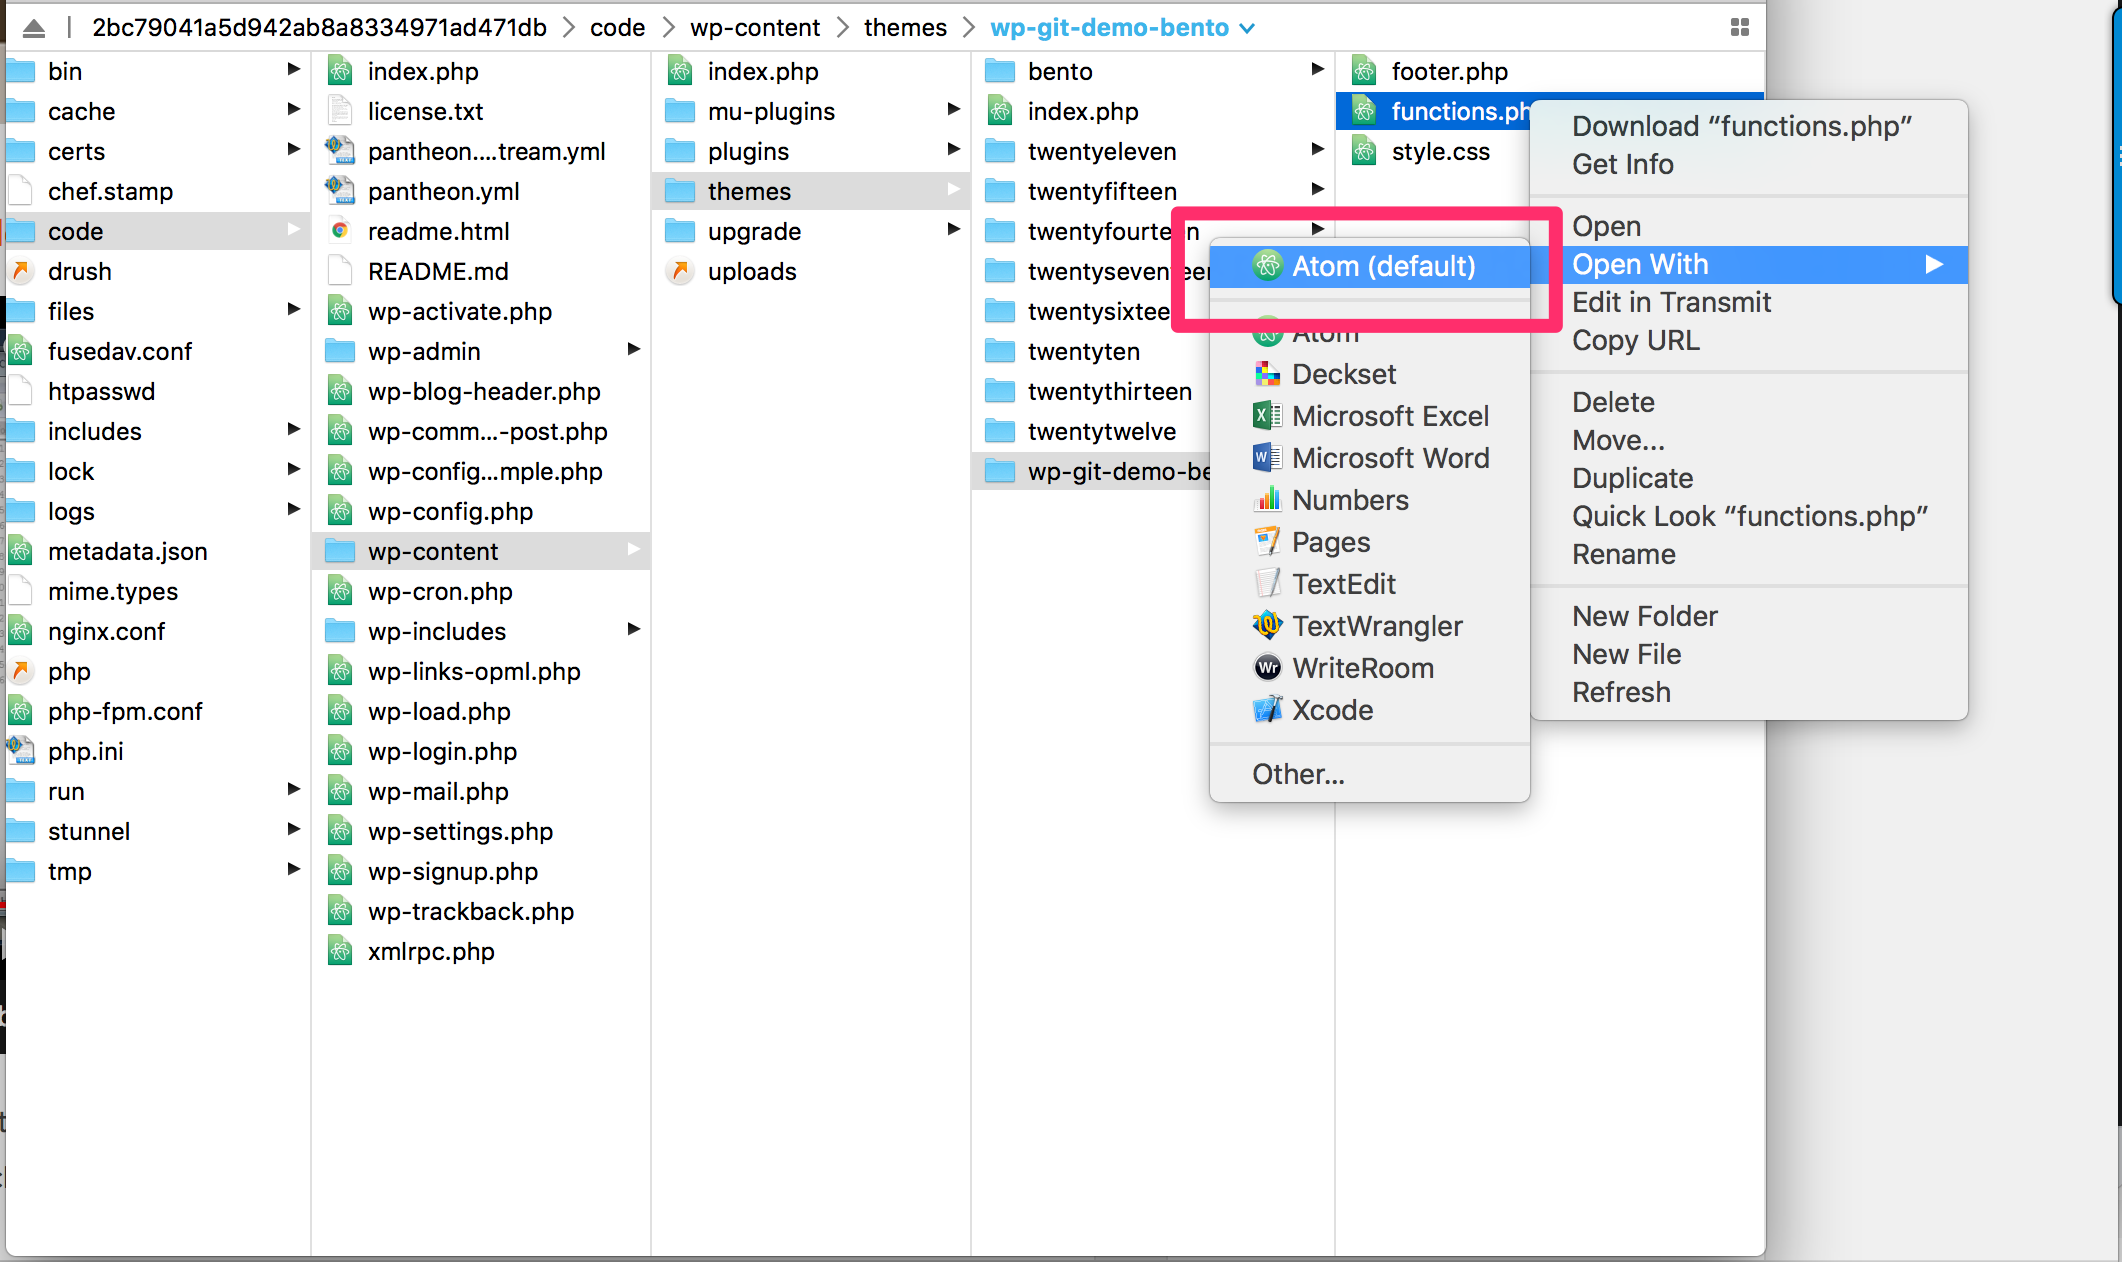 2bc79041a5d942ab8a8334971ad471db > code > wp-content > themes > wp-git-demo-bento
bin
cache
certs
chef.stamp
code
drush
files
fusedav.conf
htpasswd
includes
lock
logs
metadata.json
mime.types
nginx.conf
php
php-fpm.conf
php.ini
run
stunnel
tmp
index.php
license.txt
pantheon....tream.yml
pantheon.yml
readme.html
README.md
wp-activate.php
wp-admin
wp-blog-header.php
wp-comm...-post.php
wp-config...mple.php
wp-config.php
wp-content
wp-cron.php
wp-includes
wp-links-opml.php
wp-load.php
wp-login.php
wp-mail.php
wp-settings.php
wp-signup.php
wp-trackback.php
xmlrpc.php
index.php
mu-plugins
plugins
themes
upgrade
uploads
bento
index.php
twentyeleven
twentyfifteen
twentyfourteen
twentyseventeen
twentysixtee
twentyten
twentythirteen
twentytwelve
wp-git-demo-be
footer.php
functions.ph
style.css
Download “functions.php”
Get Info
Open
Open With
Edit in Transmit
Copy URL
Delete
Move...
Duplicate
Quick Look “functions.php”
Rename
New Folder
New File
Refresh
Atom (default)
Atom
Deckset
Microsoft Excel
Microsoft Word
Numbers
Pages
TextEdit
TextWrangler
WriteRoom
Xcode
Other...